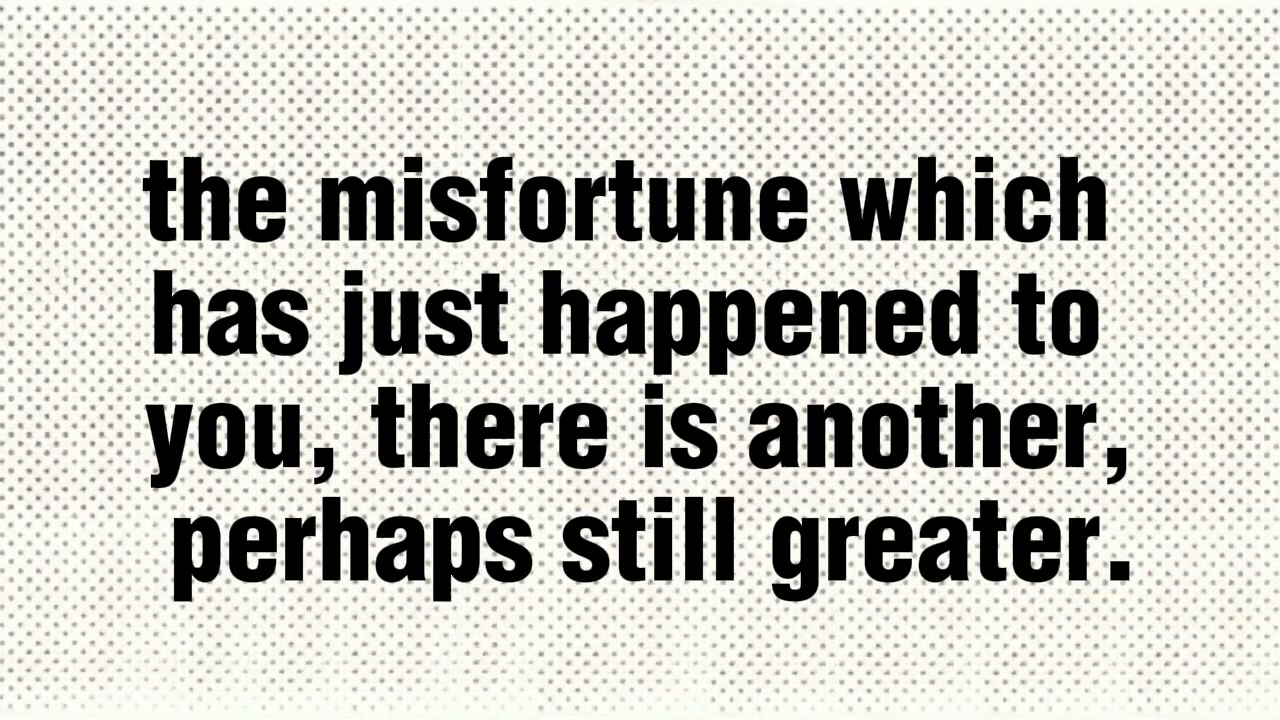 the misfortune which
has just happened to
you, there is another,
perhaps still greater.